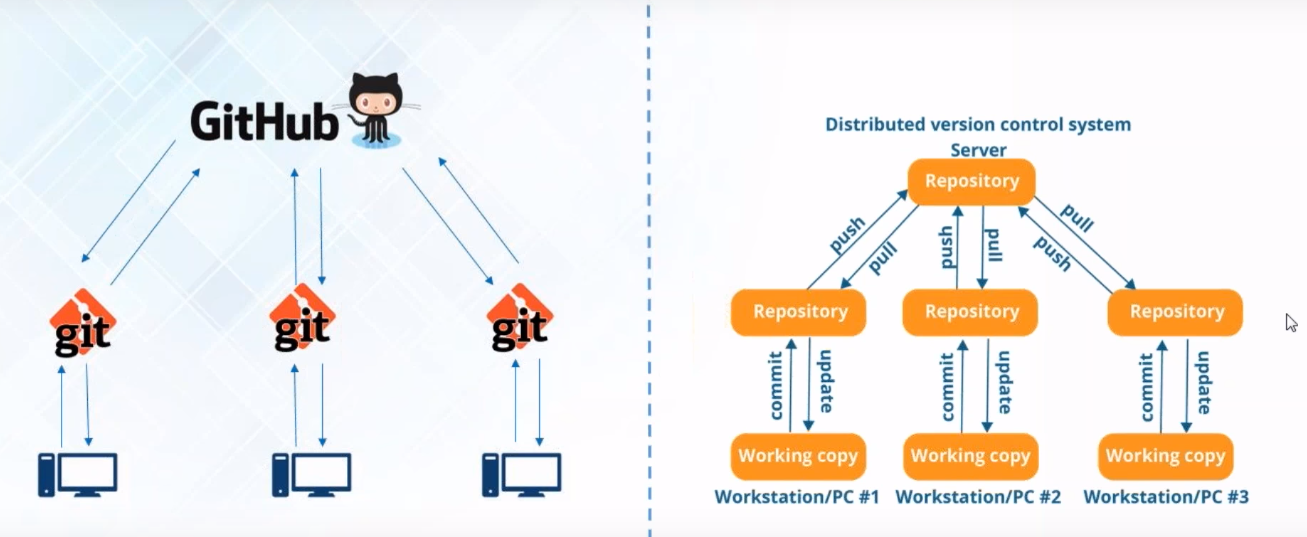 GitHub
git
git
git
Distributed version control system
Server
Repository
push
pull
push
pull
push
pull
Repository
Repository
Repository
commit
update
commit
update
commit
update
Working copy
Working copy
Working copy
Workstation/PC #1
Workstation/PC #2
Workstation/PC #3